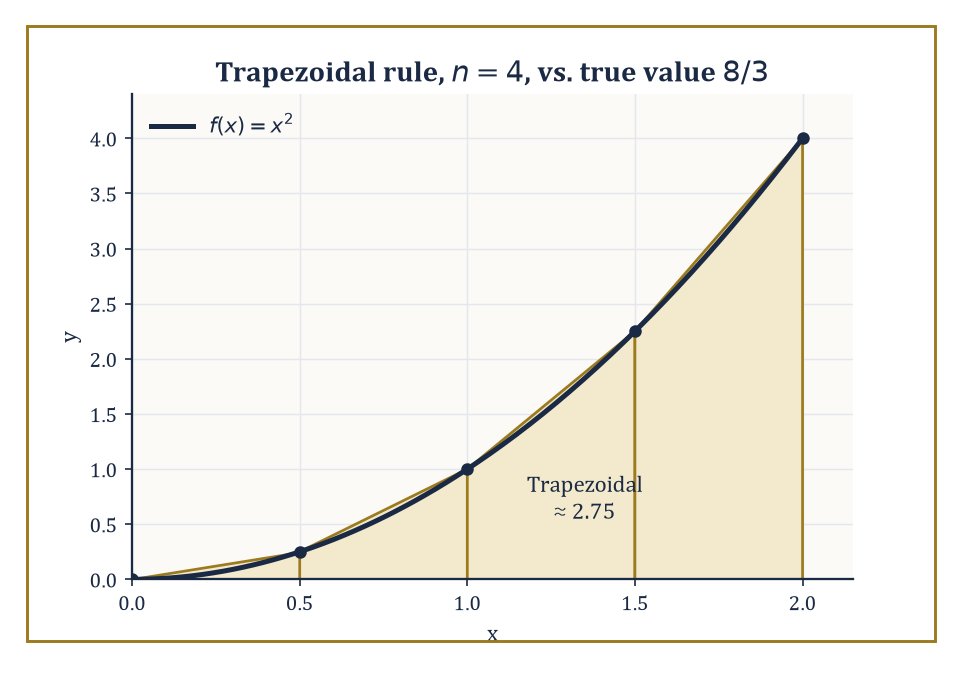 Trapezoidal rule, n = 4, vs. true value 8/3
f(x) = x²
4.0
3.5
3.0
2.5
2.0
1.5
1.0
0.5
0.0
y
Trapezoidal
≈ 2.75
0.0 0.5 1.0 1.5 2.0
x